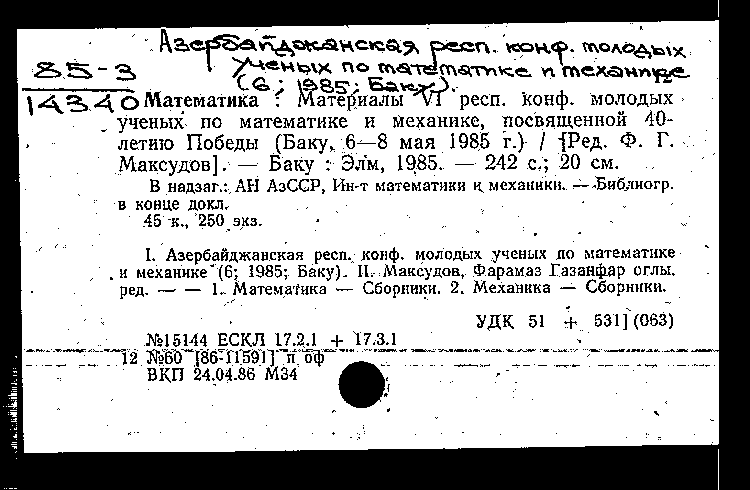 Азербайджанская респ. конф. молодых
ученых по математике и механике
(6; 1985; Баку).
85-3
14340
Математика : Материалы VI респ. конф. молодых
ученых по математике и механике, посвященной 40-
летию Победы (Баку, 6—8 мая 1985 г.) / [Ред. Ф. Г.
Максудов]. — Баку : Элм, 1985. — 242 с.; 20 см.
В надзаг.: АН АзССР, Ин-т математики и механики. — Библиогр.
в конце докл.
45 к., 250 экз.
I. Азербайджанская респ. конф. молодых ученых по математике
и механике (6; 1985; Баку). II. Максудов, Фарамаз Газанфар оглы,
ред. — — 1. Математика — Сборники. 2. Механика — Сборники.
УДК 51 + 531](063)
№15144 ЕСКЛ 17.2.1 + 17.3.1
12 №60 [86-11591] п оф
ВКП 24.04.86 М34